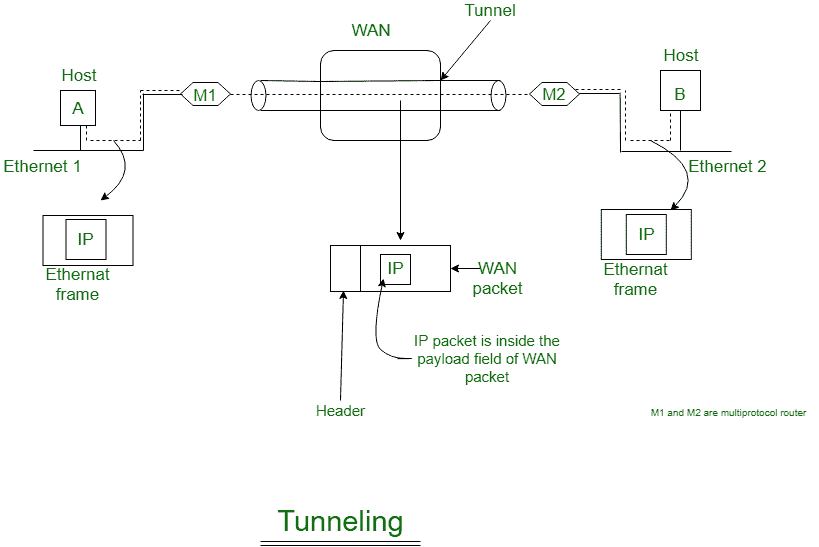 Tunnel
WAN
Host
Host
A
M1
M2
B
Ethernet 1
Ethernet 2
IP
IP
Ethernat
frame
Ethernat
frame
IP
WAN
packet
IP packet is inside the
payload field of WAN
packet
Header
M1 and M2 are multiprotocol router
Tunneling